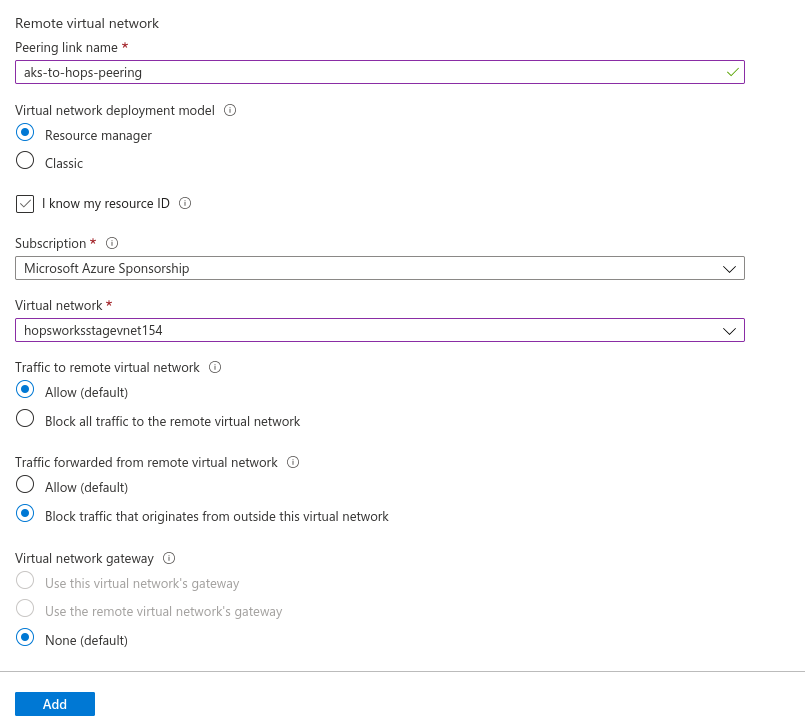 Remote virtual network
Peering link name *
aks-to-hops-peering
Virtual network deployment model
Resource manager
Classic
I know my resource ID
Subscription *
Microsoft Azure Sponsorship
Virtual network *
hopsworksstagevnet154
Traffic to remote virtual network
Allow (default)
Block all traffic to the remote virtual network
Traffic forwarded from remote virtual network
Allow (default)
Block traffic that originates from outside this virtual network
Virtual network gateway
Use this virtual network's gateway
Use the remote virtual network's gateway
None (default)
Add